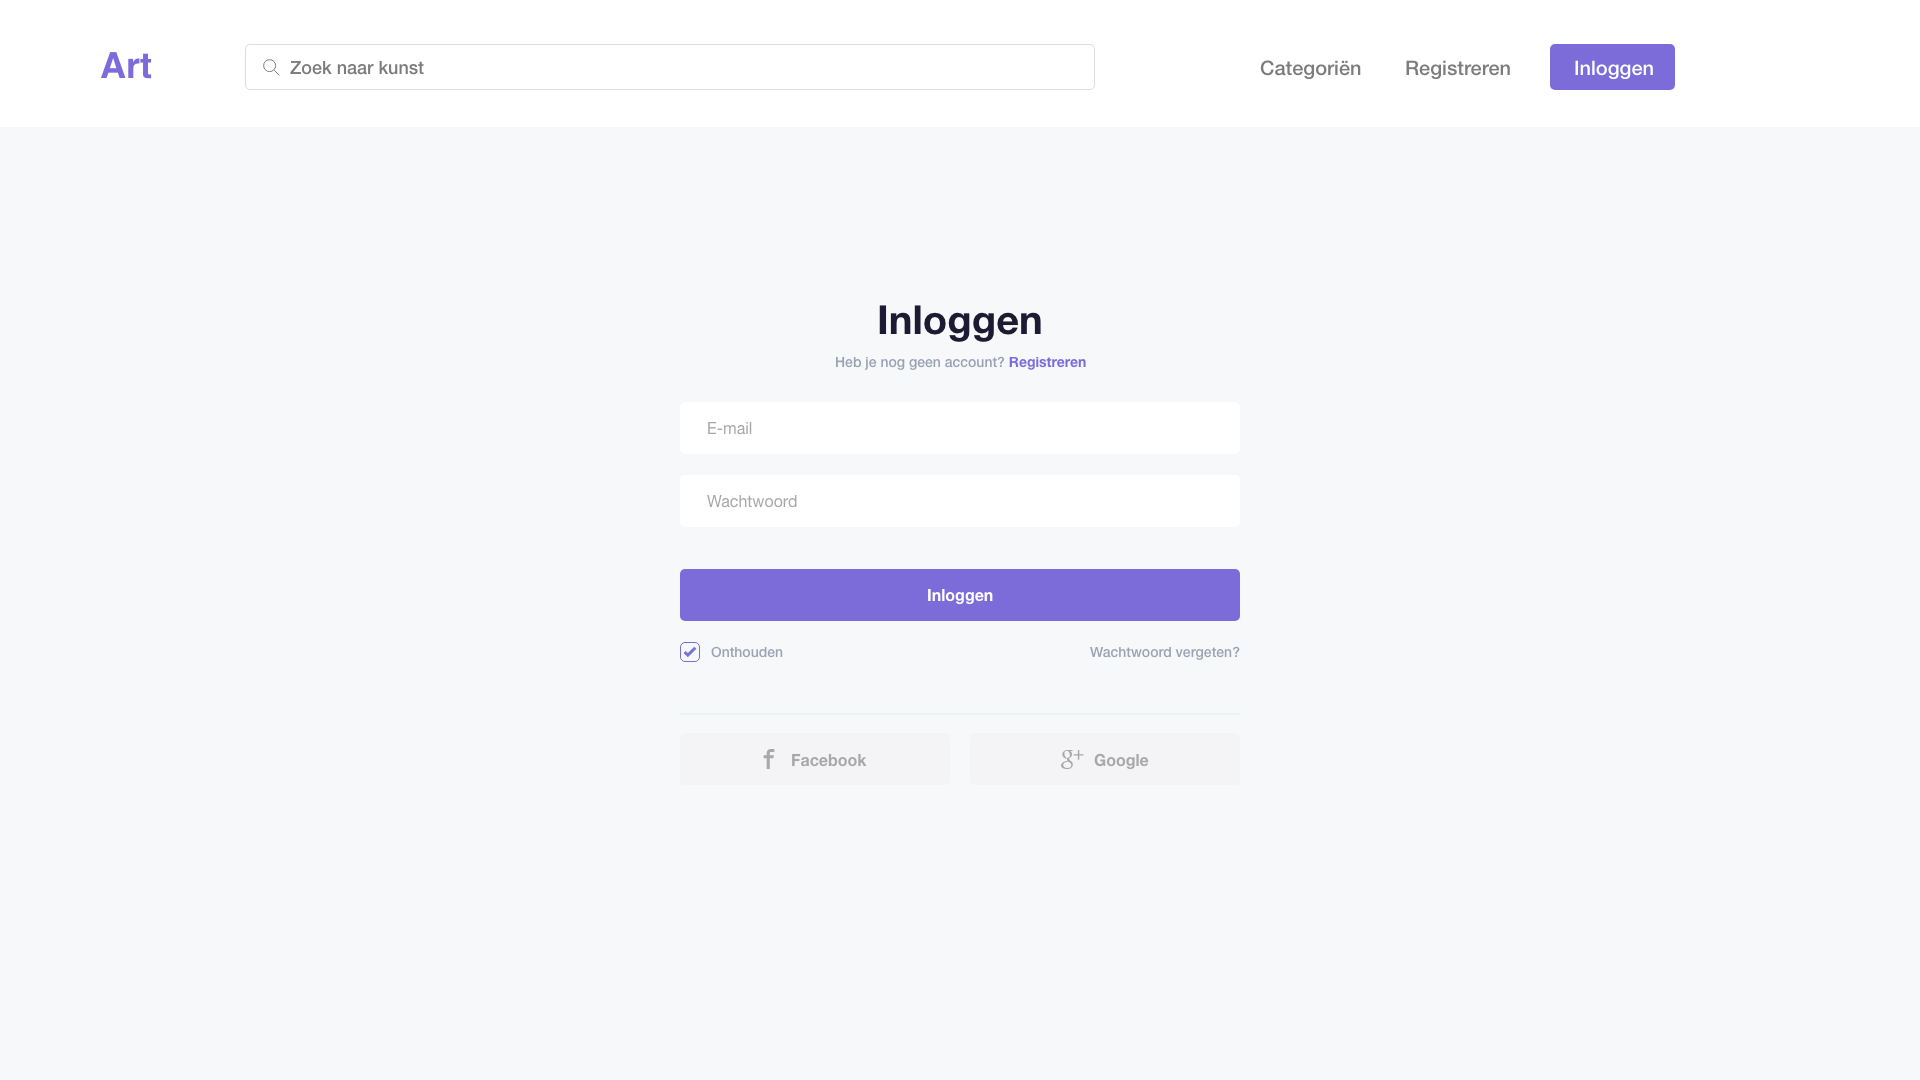 Art
Zoek naar kunst
Categoriën
Registreren
Inloggen
Inloggen
Heb je nog geen account? Registreren
E-mail
Wachtwoord
Inloggen
Onthouden
Wachtwoord vergeten?
Facebook
Google